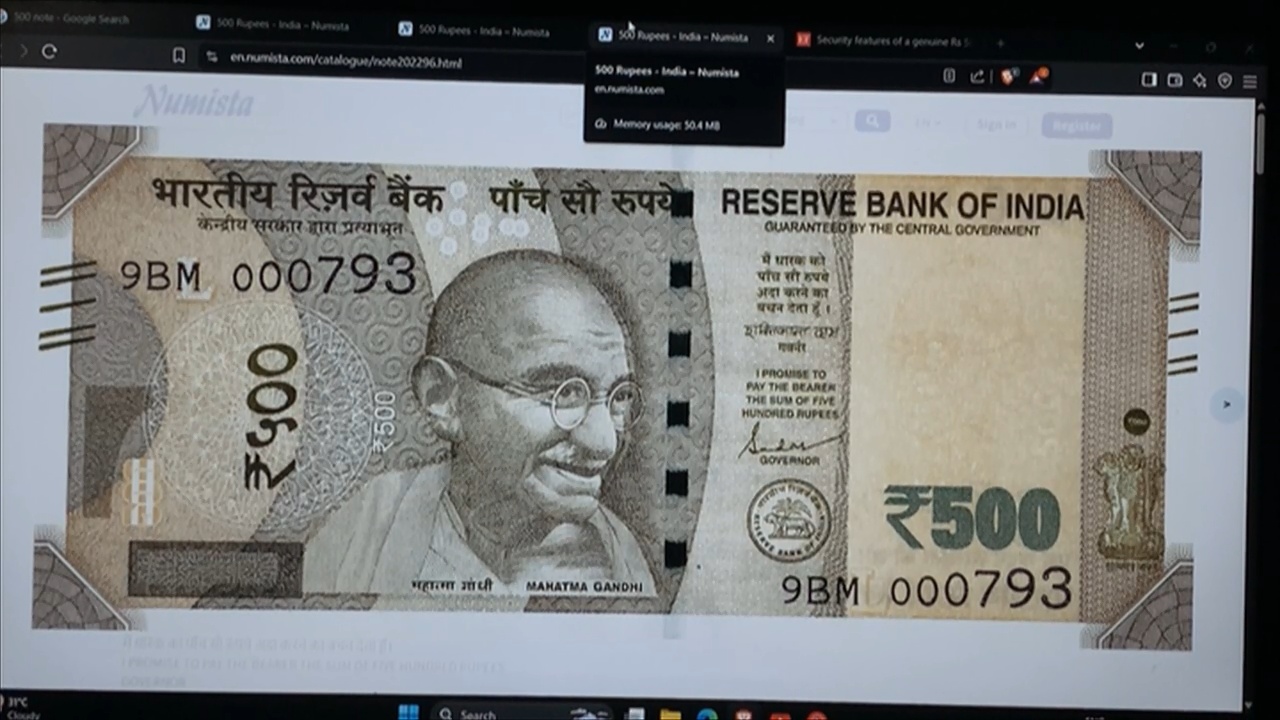 500 note - Google Search
500 Rupees - India – Numista
500 Rupees - India – Numista
500 Rupees - India – Numista
Security features of a genuine Rs 5
en.numista.com/catalogue/note202296.html
500 Rupees - India – Numista
en.numista.com
Memory usage: 50.4 MB
Numista
Sign in
Register
भारतीय रिज़र्व बैंक
पाँच सौ रुपये
RESERVE BANK OF INDIA
केन्द्रीय सरकार द्वारा प्रत्याभूत
GUARANTEED BY THE CENTRAL GOVERNMENT
9BM 000793
मैं धारक को
पाँच सौ रुपये
अदा करने का
वचन देता हूँ ।
गवर्नर
₹५००
₹500
I PROMISE TO
PAY THE BEARER
THE SUM OF FIVE
HUNDRED RUPEES
GOVERNOR
भारतीय रिज़र्व बैंक
RESERVE BANK OF INDIA
₹500
9BM 000793
महात्मा गांधी
MAHATMA GANDHI
I PROMISE TO PAY THE BEARER THE SUM OF FIVE HUNDRED RUPEES
GOVERNOR
31°C
Cloudy
Search